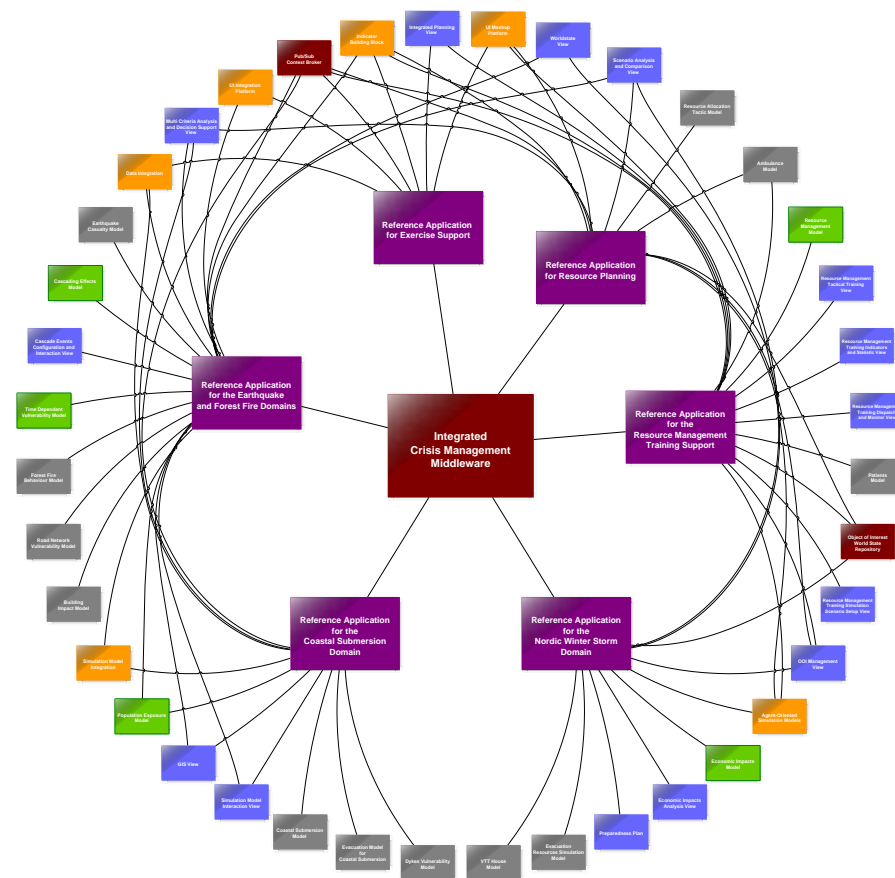 Integrated Planning
View
UI Mashup
Platform
Indicator
Building Block
Worldstate
View
Pub/Sub
Context Broker
Scenario Analysis
and Comparison
View
UI Integration
Platform
Resource Allocation
Tactic Model
Multi Criteria Analysis
and Decision Support
View
Ambulance
Model
Data Integration
Earthquake
Casualty Model
Resource
Management
Model
Reference Application
for Exercise Support
Reference Application
for Resource Planning
Cascading Effects
Model
Resource Management
Tactical Training
View
Cascade Events
Configuration and
Interaction View
Resource Management
Training Indicators
and Statistic View
Reference Application
for the Earthquake
and Forest Fire Domains
Time Dependent
Vulnerability Model
Resource Management
Training Dispatch
and Monitor View
Reference Application
for the
Resource Management
Training Support
Integrated
Crisis Management
Middleware
Forest Fire
Behaviour Model
Patients
Model
Road Network
Vulnerability Model
Object of Interest
World State
Repository
Building
Impact Model
Resource Management
Training Simulation
Scenario Setup View
Reference Application
for the
Coastal Submersion
Domain
Reference Application
for the
Nordic Winter Storm
Domain
Simulation Model
Integration
OOI Management
View
Population Exposure
Model
Agent-Oriented
Simulation Models
GIS View
Economic Impacts
Model
Simulation Model
Interaction View
Economic Impacts
Analysis View
Coastal Submersion
Model
Preparedness Plan
Evacuation Model
for
Coastal Submersion
Dykes Vulnerability
Model
VTT House
Model
Evacuation
Resources Simulation
Model